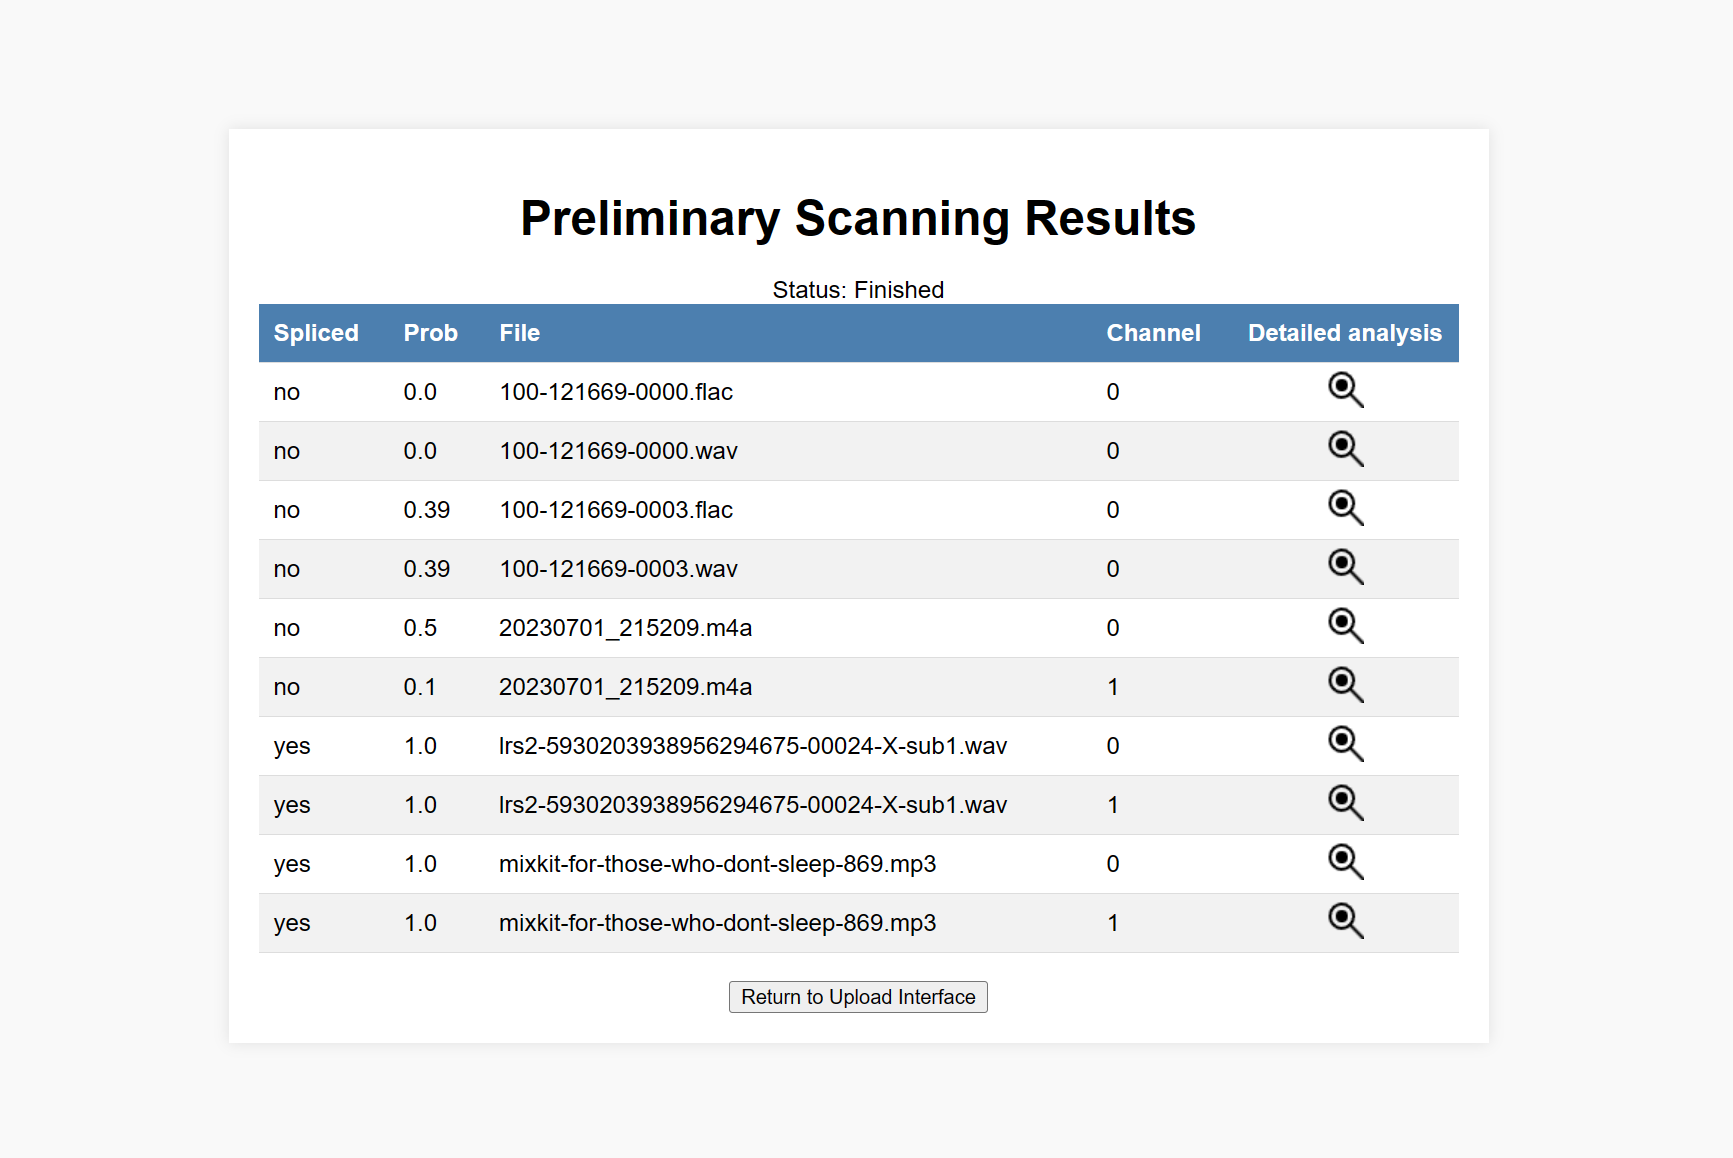 Preliminary Scanning Results
Status: Finished
Spliced Prob File Channel Detailed analysis
no 0.0 100-121669-0000.flac 0
no 0.0 100-121669-0000.wav 0
no 0.39 100-121669-0003.flac 0
no 0.39 100-121669-0003.wav 0
no 0.5 20230701_215209.m4a 0
no 0.1 20230701_215209.m4a 1
yes 1.0 lrs2-5930203938956294675-00024-X-sub1.wav 0
yes 1.0 lrs2-5930203938956294675-00024-X-sub1.wav 1
yes 1.0 mixkit-for-those-who-dont-sleep-869.mp3 0
yes 1.0 mixkit-for-those-who-dont-sleep-869.mp3 1
Return to Upload Interface